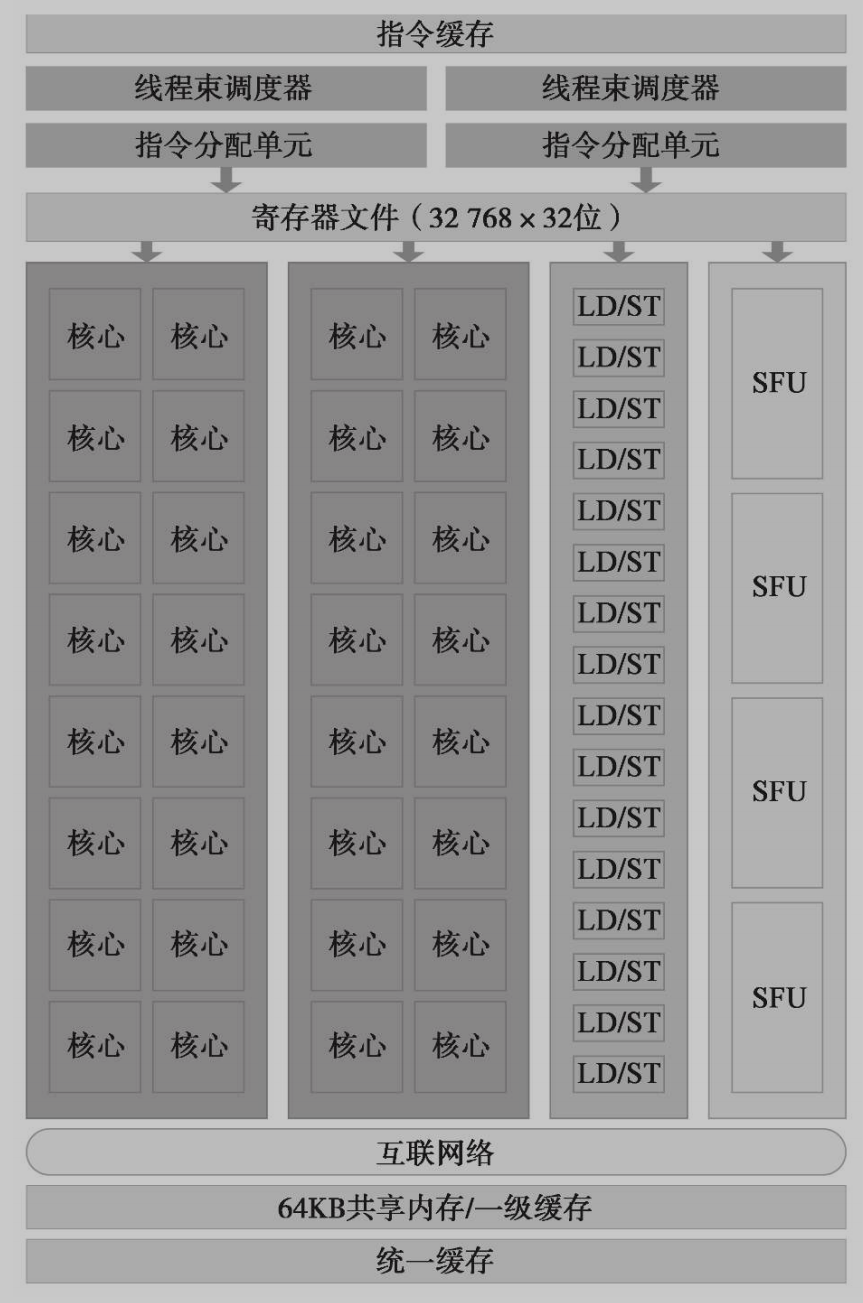 指令缓存
线程束调度器 线程束调度器
指令分配单元 指令分配单元
寄存器文件（32 768 × 32位）
核心 核心 核心 核心 LD/ST SFU
LD/ST
核心 核心 核心 核心 LD/ST
LD/ST
核心 核心 核心 核心 LD/ST SFU
LD/ST
核心 核心 核心 核心 LD/ST
LD/ST
核心 核心 核心 核心 LD/ST SFU
LD/ST
核心 核心 核心 核心 LD/ST
LD/ST
核心 核心 核心 核心 LD/ST SFU
LD/ST
核心 核心 核心 核心 LD/ST
LD/ST
互联网络
64KB共享内存/一级缓存
统一缓存